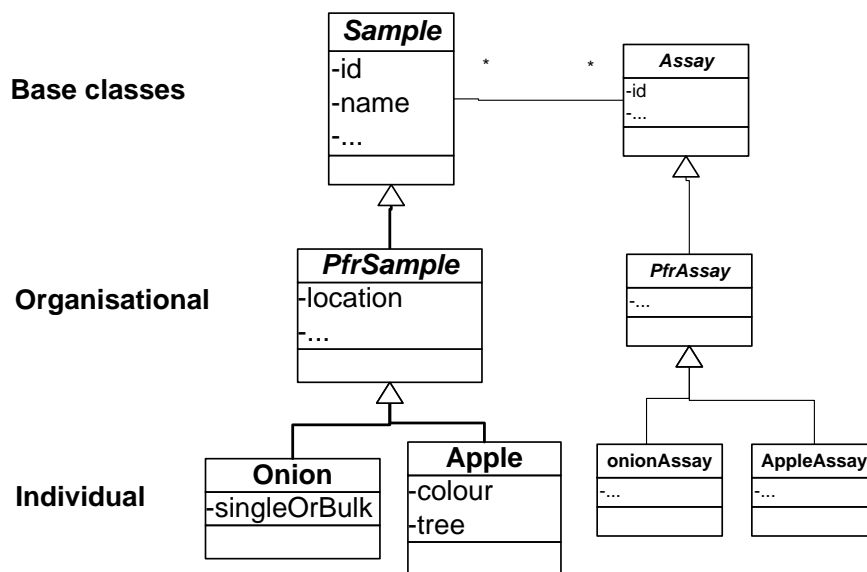 Base classes
Sample
-id
-name
-...
* *
Assay
-id
-...
Organisational
PfrSample
-location
-...
PfrAssay
-...
Individual
Onion
-singleOrBulk
Apple
-colour
-tree
onionAssay
-...
AppleAssay
-...